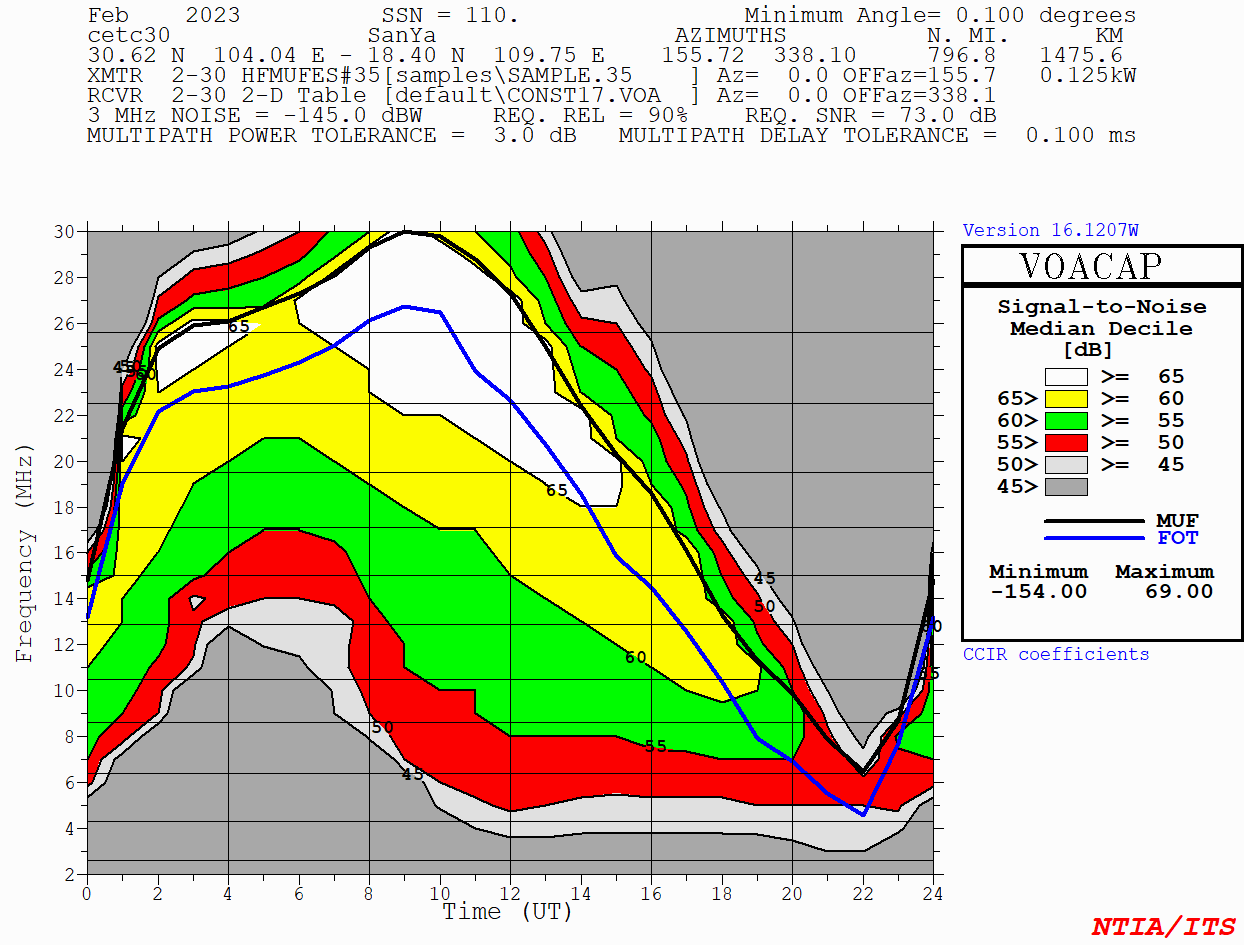 Feb    2023          SSN = 110.                Minimum Angle= 0.100 degrees
cetc30              SanYa                 AZIMUTHS          N. MI.      KM
30.62 N  104.04 E - 18.40 N  109.75 E    155.72  338.10     796.8   1475.6
XMTR  2-30 HFMUFES#35[samples\SAMPLE.35    ] Az=  0.0 OFFaz=155.7   0.125kW
RCVR  2-30 2-D Table [default\CONST17.VOA  ] Az=  0.0 OFFaz=338.1
3 MHz NOISE = -145.0 dBW     REQ. REL = 90%    REQ. SNR = 73.0 dB
MULTIPATH POWER TOLERANCE =  3.0 dB   MULTIPATH DELAY TOLERANCE =  0.100 ms
Version 16.1207W
VOACAP
Signal-to-Noise
Median Decile
[dB]
>= 65
65> >= 60
60> >= 55
55> >= 50
50> >= 45
45>
MUF
FOT
Minimum Maximum
-154.00 69.00
CCIR coefficients
Frequency (MHz)
30
28
26
24
22
20
18
16
14
12
10
8
6
4
2
65
60
65
45
50
60
55
50
45
0 2 4 6 8 10 12 14 16 18 20 22 24
Time (UT)
NTIA/ITS